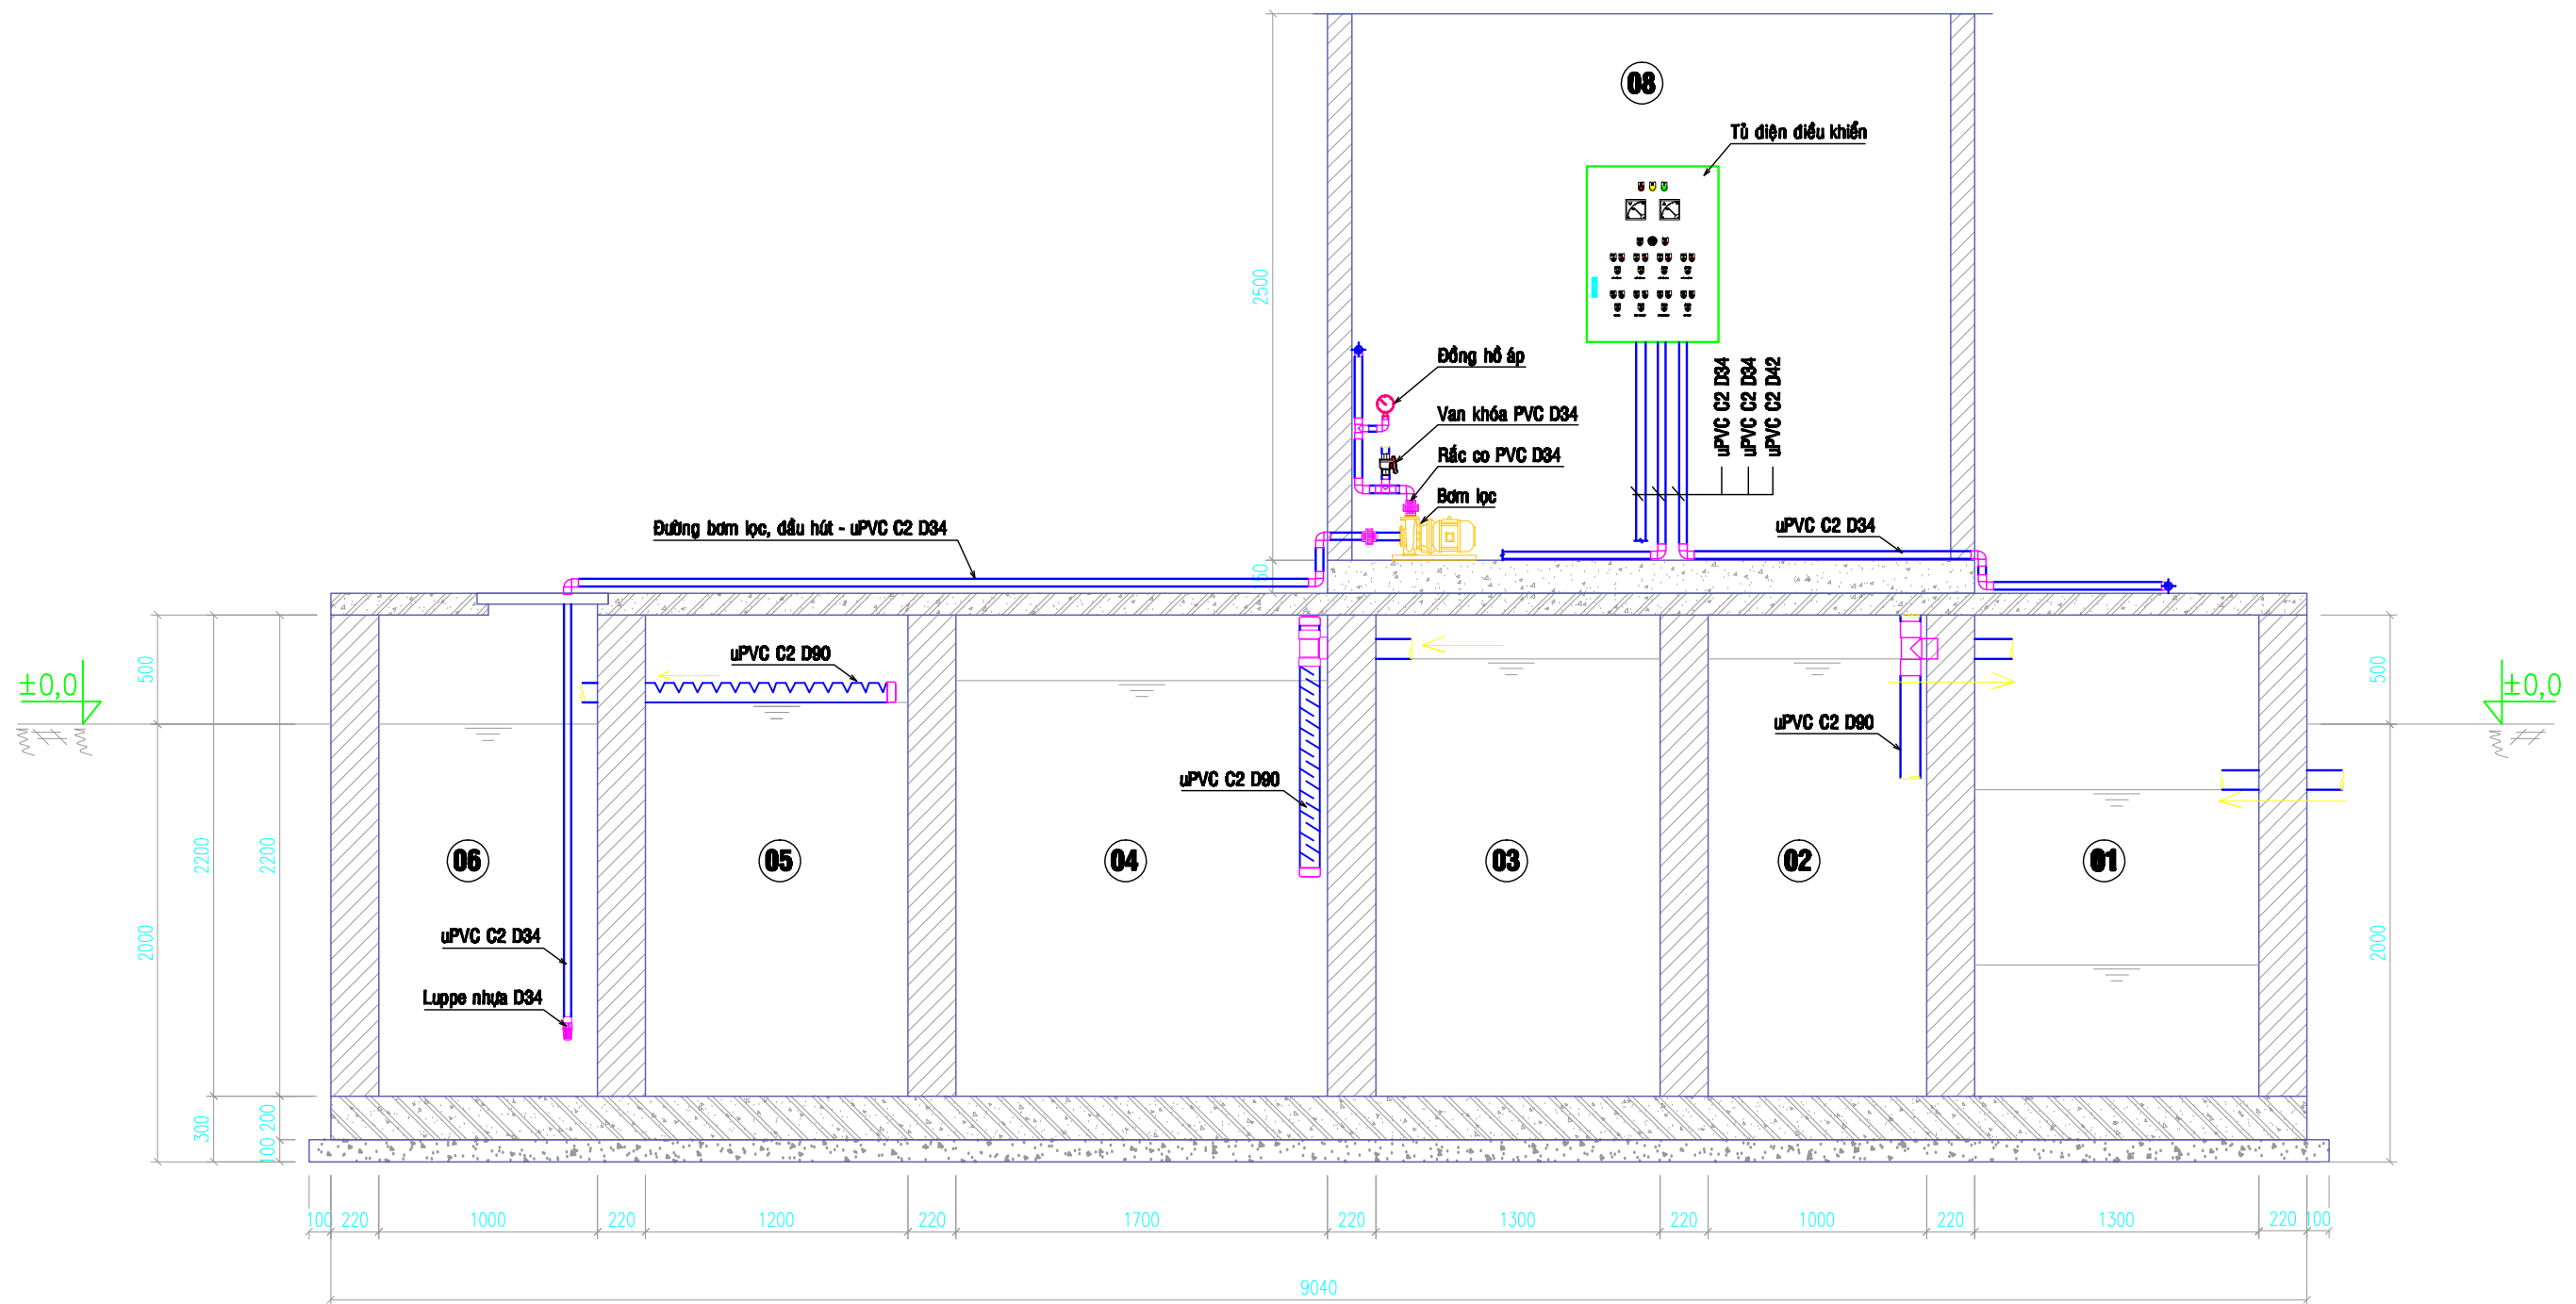 08
Tủ điện điều khiển
2500
Đồng hồ áp
Van khóa PVC D34
Rắc co PVC D34
Bơm lọc
uPVC C2 D34
uPVC C2 D34
uPVC C2 D42
Đường bơm lọc, đầu hút - uPVC C2 D34
uPVC C2 D34
50
±0,0
500
uPVC C2 D90
uPVC C2 D90
uPVC C2 D90
500
±0,0
2200
2200
2000
06
05
04
03
02
01
2000
uPVC C2 D34
Luppe nhựa D34
300
200
100
100
220
1000
220
1200
220
1700
220
1300
220
1000
220
1300
220
100
9040